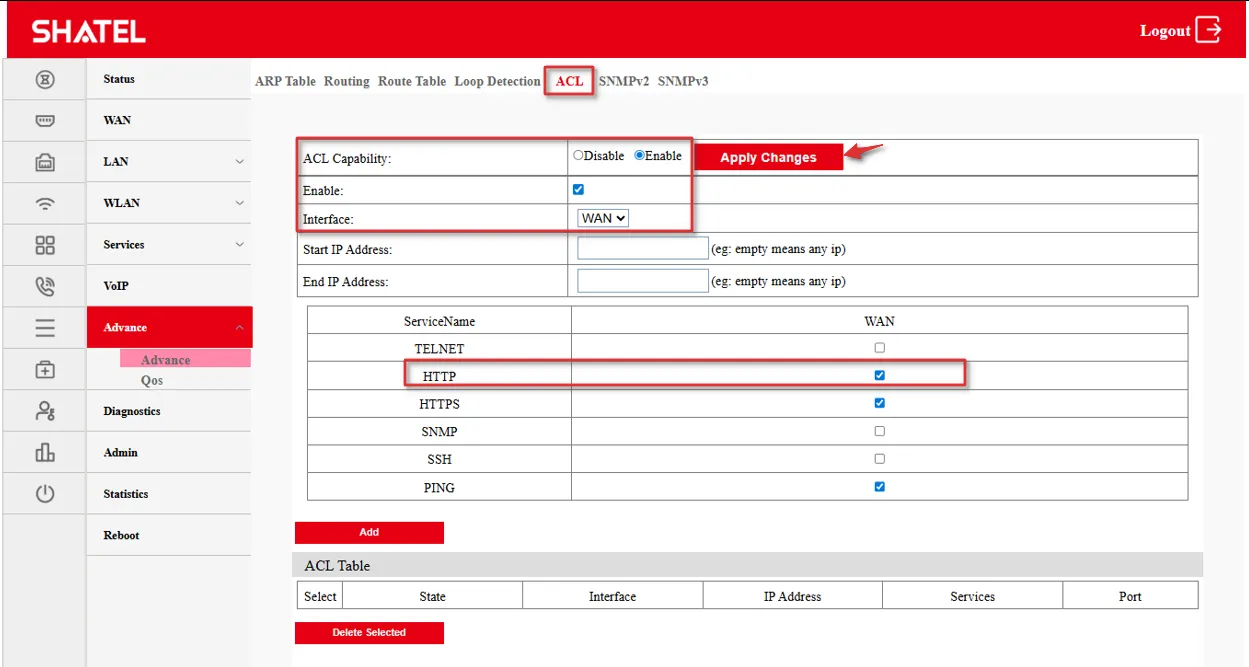 SHATEL
Logout
Status
WAN
LAN
WLAN
Services
VoIP
Advance
Advance
Qos
Diagnostics
Admin
Statistics
Reboot
ARP Table Routing Route Table Loop Detection ACL SNMPv2 SNMPv3
ACL Capability: Disable Enable Apply Changes
Enable:
Interface: WAN
Start IP Address: (eg: empty means any ip)
End IP Address: (eg: empty means any ip)
ServiceName WAN
TELNET
HTTP
HTTPS
SNMP
SSH
PING
Add
ACL Table
Select State Interface IP Address Services Port
Delete Selected